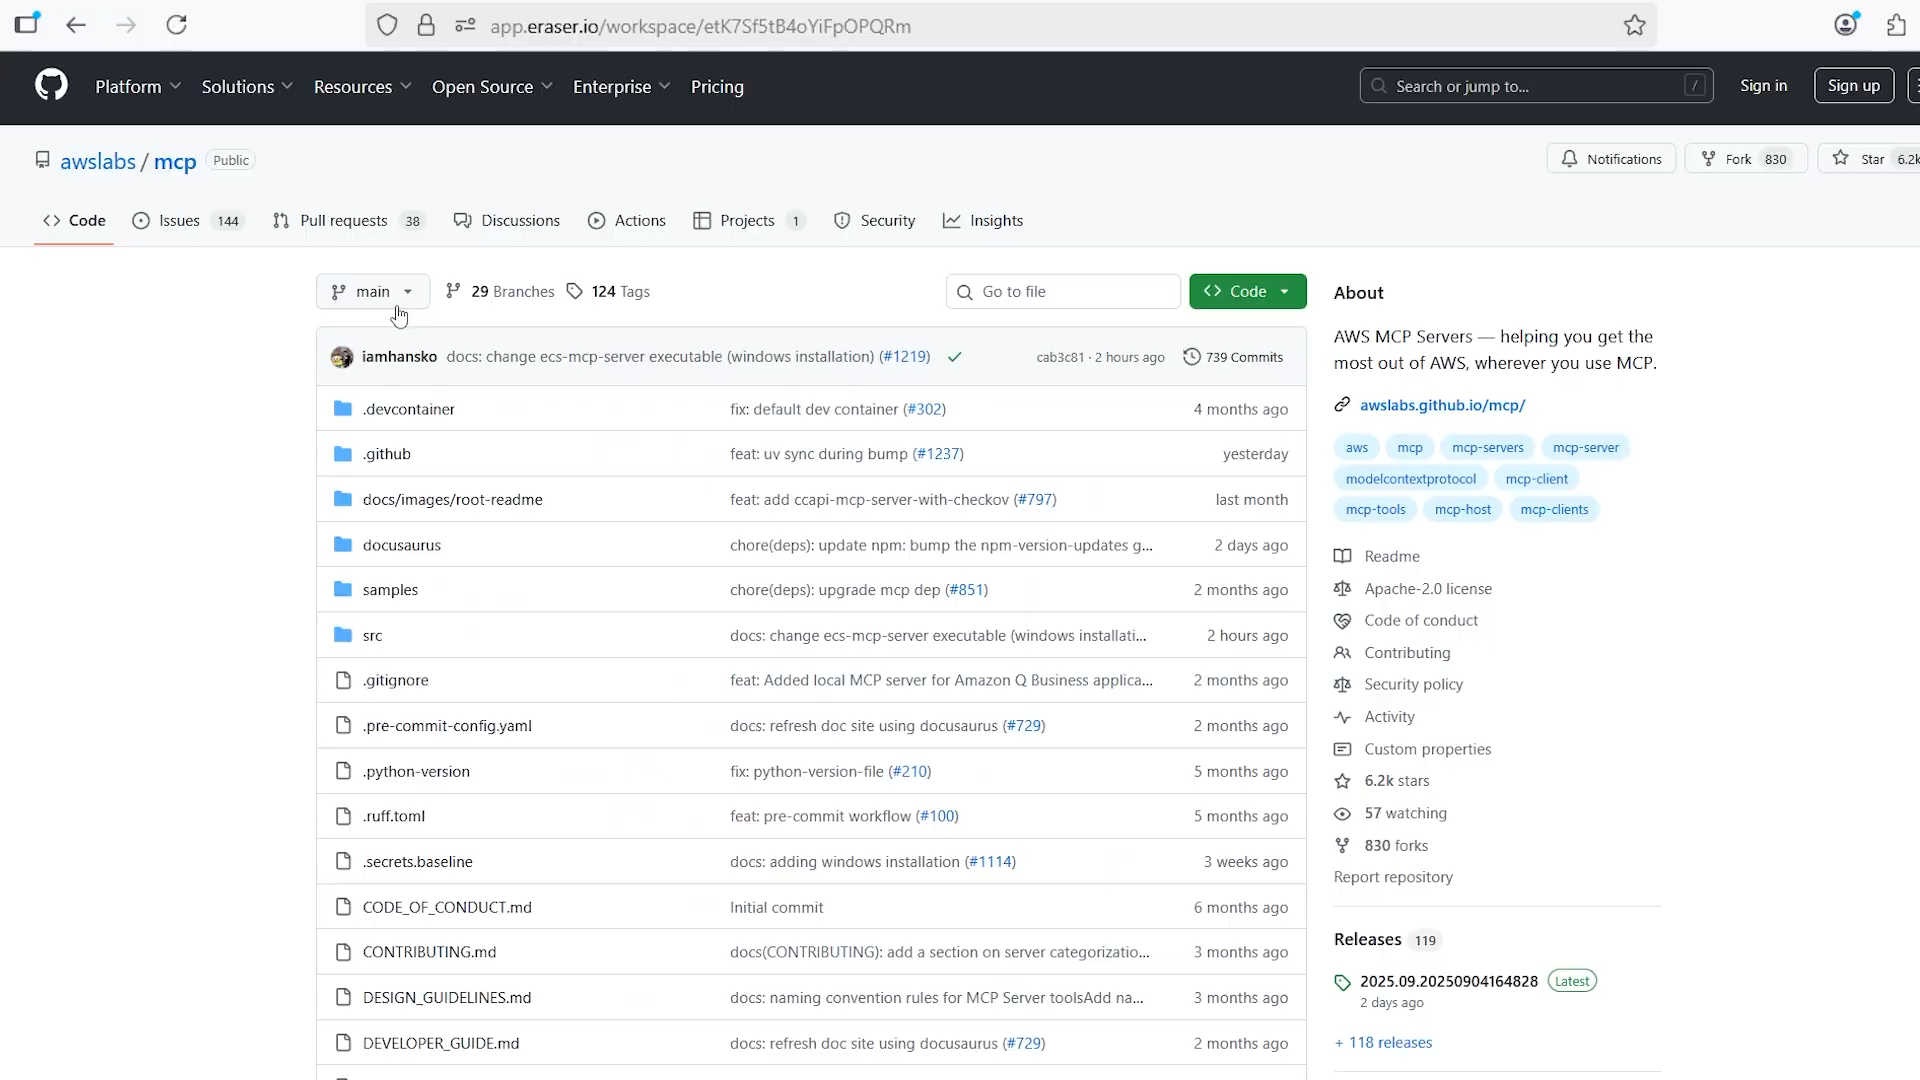 app.eraser.io/workspace/etK7Sf5tB4oYiFpOPQRm
Platform Solutions Resources Open Source Enterprise Pricing Search or jump to... / Sign in Sign up
awslabs / mcp Public Notifications Fork 830 Star 6.2k
Code Issues 144 Pull requests 38 Discussions Actions Projects 1 Security Insights
main 29 Branches 124 Tags Go to file Code
iamhansko docs: change ecs-mcp-server executable (windows installation) (#1219) cab3c81 · 2 hours ago 739 Commits
.devcontainer fix: default dev container (#302) 4 months ago
.github feat: uv sync during bump (#1237) yesterday
docs/images/root-readme feat: add ccapi-mcp-server-with-checkov (#797) last month
docusaurus chore(deps): update npm: bump the npm-version-updates g... 2 days ago
samples chore(deps): upgrade mcp dep (#851) 2 months ago
src docs: change ecs-mcp-server executable (windows installati... 2 hours ago
.gitignore feat: Added local MCP server for Amazon Q Business applica... 2 months ago
.pre-commit-config.yaml docs: refresh doc site using docusaurus (#729) 2 months ago
.python-version fix: python-version-file (#210) 5 months ago
.ruff.toml feat: pre-commit workflow (#100) 5 months ago
.secrets.baseline docs: adding windows installation (#1114) 3 weeks ago
CODE_OF_CONDUCT.md Initial commit 6 months ago
CONTRIBUTING.md docs(CONTRIBUTING): add a section on server categorizatio... 3 months ago
DESIGN_GUIDELINES.md docs: naming convention rules for MCP Server toolsAdd na... 3 months ago
DEVELOPER_GUIDE.md docs: refresh doc site using docusaurus (#729) 2 months ago
About
AWS MCP Servers — helping you get the
most out of AWS, wherever you use MCP.
awslabs.github.io/mcp/
aws mcp mcp-servers mcp-server
modelcontextprotocol mcp-client
mcp-tools mcp-host mcp-clients
Readme
Apache-2.0 license
Code of conduct
Contributing
Security policy
Activity
Custom properties
6.2k stars
57 watching
830 forks
Report repository
Releases 119
2025.09.20250904164828 Latest
2 days ago
+ 118 releases